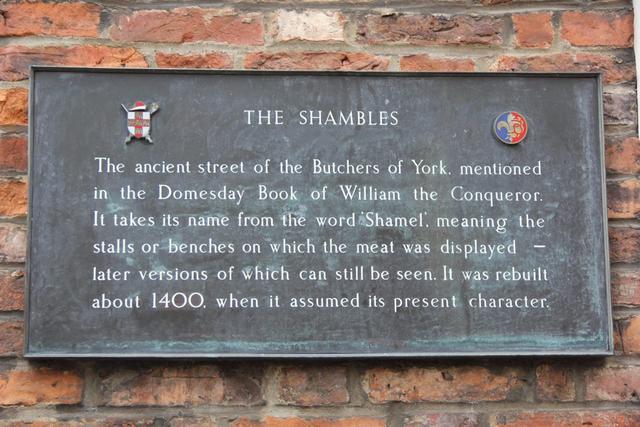 THE SHAMBLES
The ancient street of the Butchers of York, mentioned
in the Domesday Book of William the Conqueror.
It takes its name from the word 'Shamel', meaning the
stalls or benches on which the meat was displayed –
later versions of which can still be seen. It was rebuilt
about 1400, when it assumed its present character.